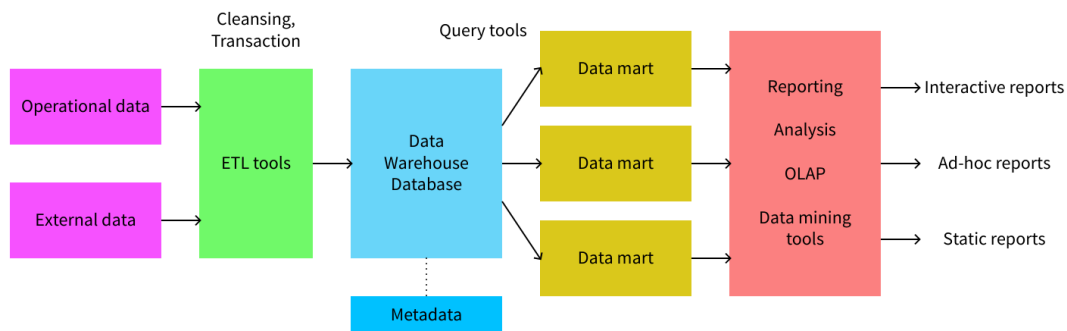 Cleansing,
Transaction
Query tools
Operational data
External data
ETL tools
Data
Warehouse
Database
Metadata
Data mart
Data mart
Data mart
Reporting
Analysis
OLAP
Data mining
tools
Interactive reports
Ad-hoc reports
Static reports